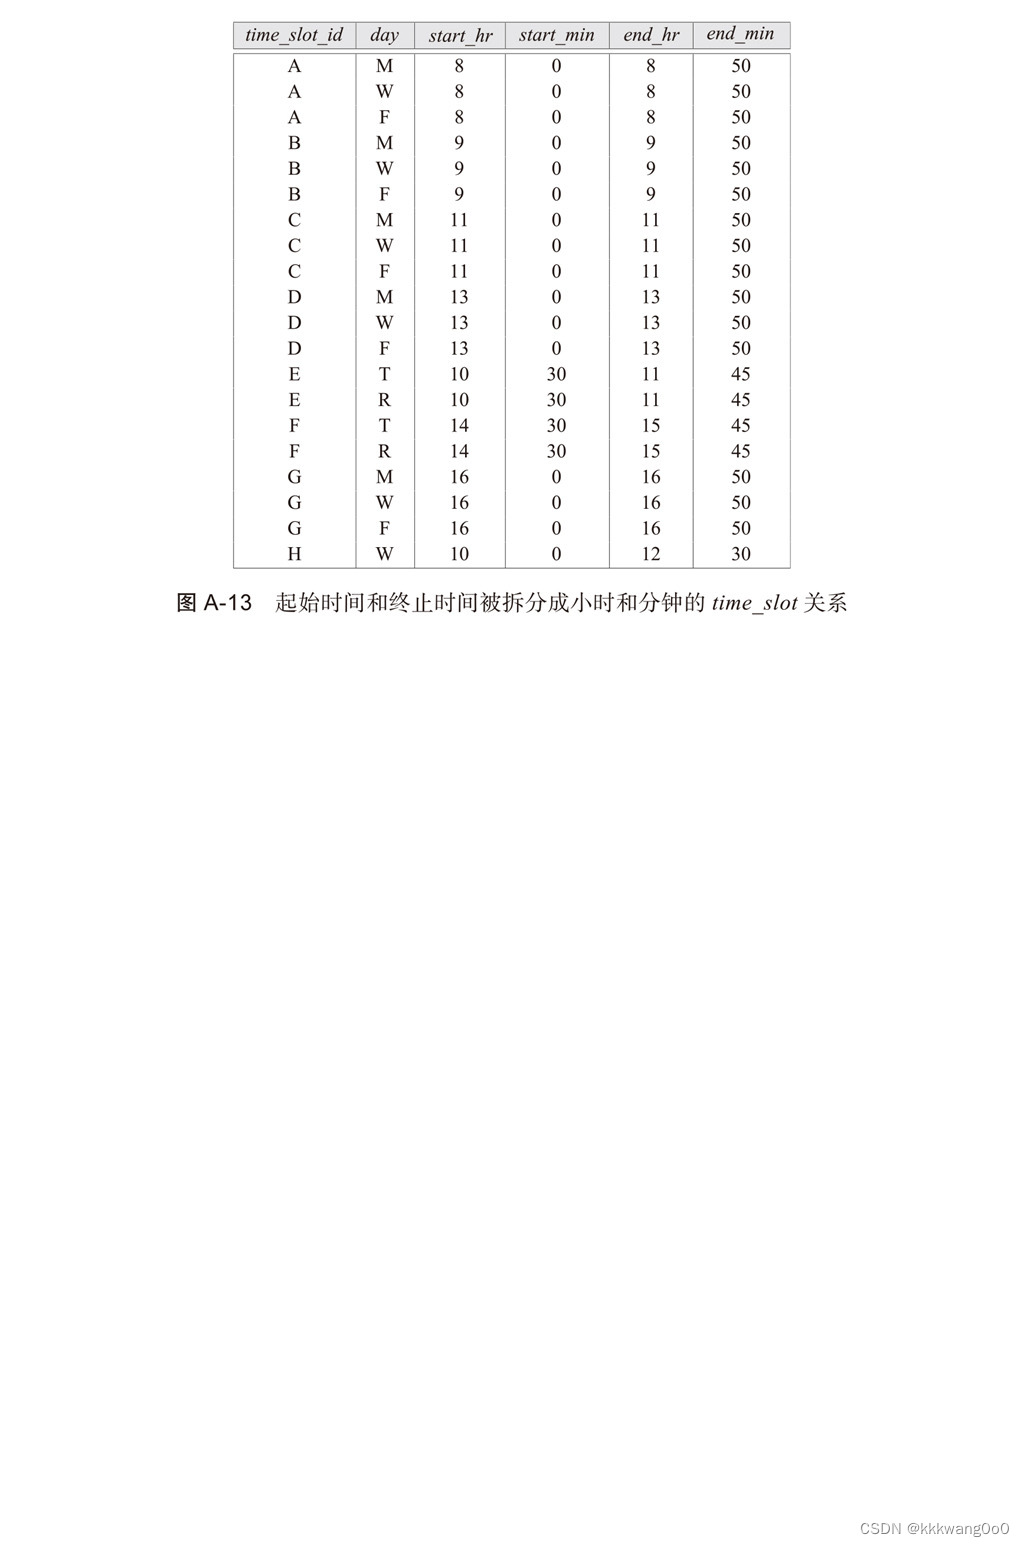 time_slot_id day start_hr start_min end_hr end_min
A M 8 0 8 50
A W 8 0 8 50
A F 8 0 8 50
B M 9 0 9 50
B W 9 0 9 50
B F 9 0 9 50
C M 11 0 11 50
C W 11 0 11 50
C F 11 0 11 50
D M 13 0 13 50
D W 13 0 13 50
D F 13 0 13 50
E T 10 30 11 45
E R 10 30 11 45
F T 14 30 15 45
F R 14 30 15 45
G M 16 0 16 50
G W 16 0 16 50
G F 16 0 16 50
H W 10 0 12 30
图 A-13 起始时间和终止时间被拆分成小时和分钟的 time_slot 关系
CSDN @kkkwang0o0